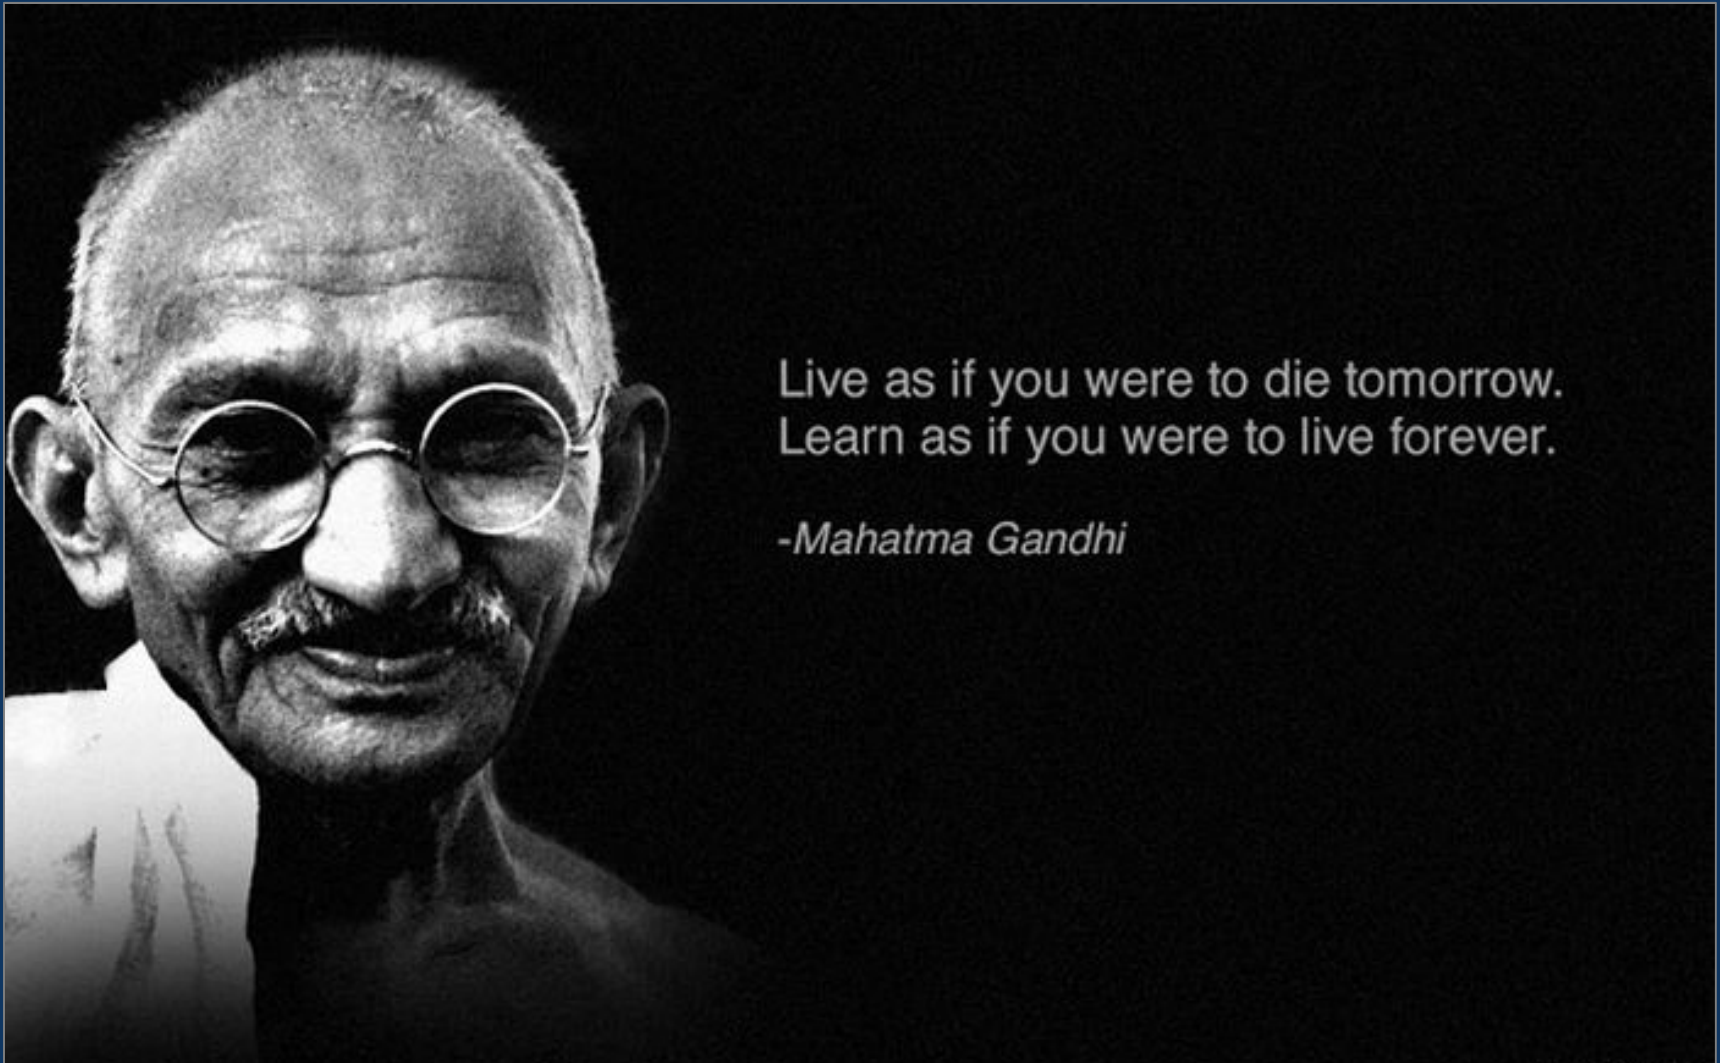 Live as if you were to die tomorrow.
Learn as if you were to live forever.
-Mahatma Gandhi